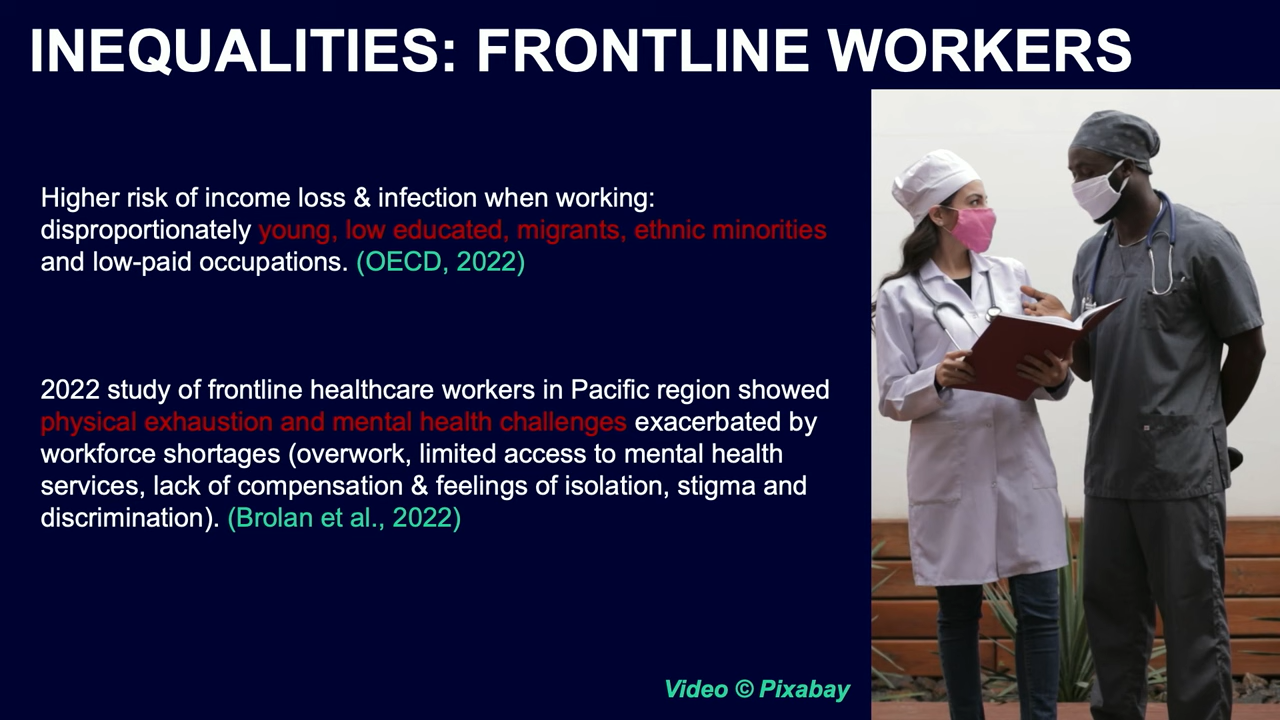 INEQUALITIES: FRONTLINE WORKERS
Higher risk of income loss & infection when working:
disproportionately young, low educated, migrants, ethnic minorities
and low-paid occupations. (OECD, 2022)
2022 study of frontline healthcare workers in Pacific region showed
physical exhaustion and mental health challenges exacerbated by
workforce shortages (overwork, limited access to mental health
services, lack of compensation & feelings of isolation, stigma and
discrimination). (Brolan et al., 2022)
Video © Pixabay